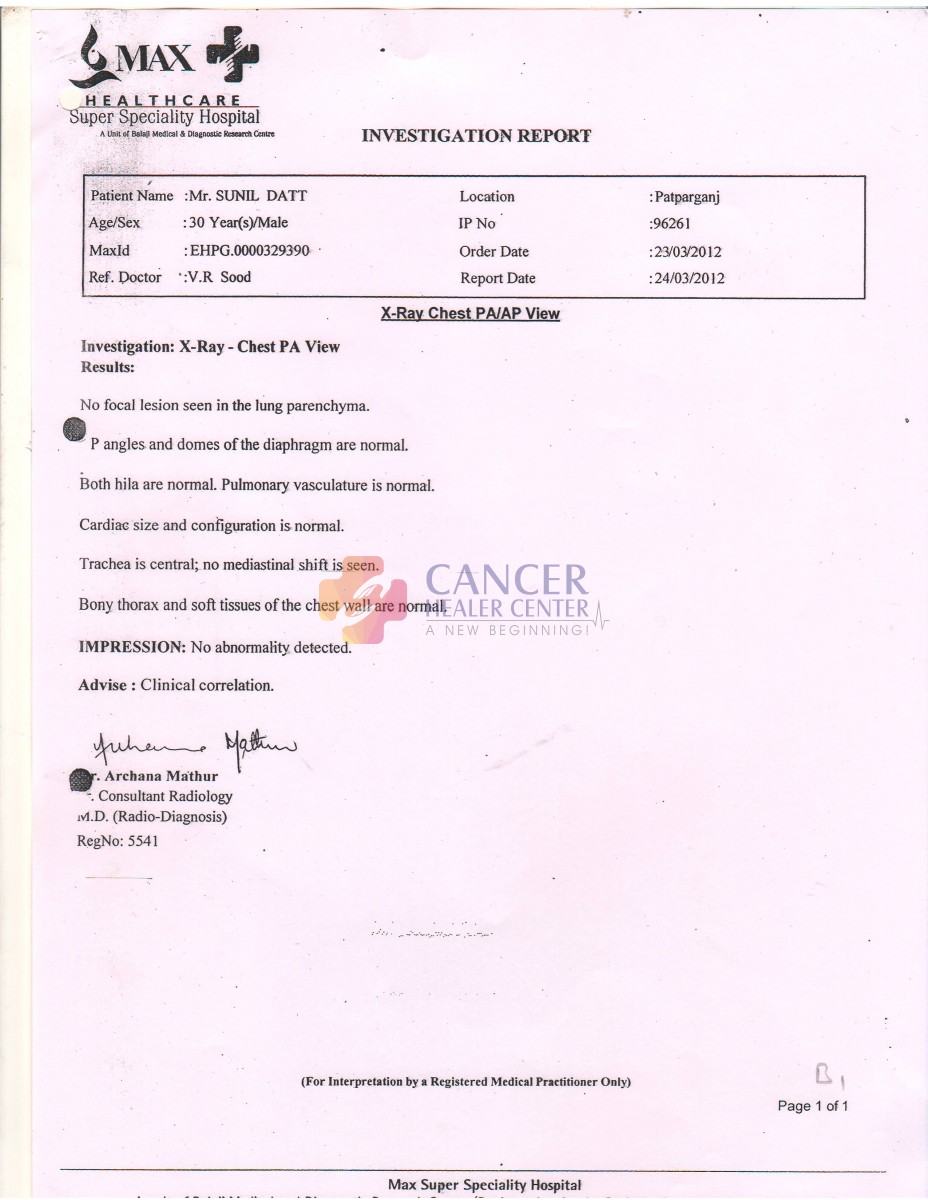 MAX
HEALTHCARE
Super Speciality Hospital
A Unit of Balaji Medical & Diagnostic Research Centre
INVESTIGATION REPORT
Patient Name :Mr. SUNIL DATT Location :Patparganj
Age/Sex :30 Year(s)/Male IP No :96261
MaxId :EHPG.0000329390 Order Date :23/03/2012
Ref. Doctor :V.R Sood Report Date :24/03/2012
X-Ray Chest PA/AP View
Investigation: X-Ray - Chest PA View
Results:
No focal lesion seen in the lung parenchyma.
P angles and domes of the diaphragm are normal.
Both hila are normal. Pulmonary vasculature is normal.
Cardiac size and configuration is normal.
Trachea is central; no mediastinal shift is seen.
Bony thorax and soft tissues of the chest wall are normal.
CANCER
HEALER CENTER
A NEW BEGINNING!
IMPRESSION: No abnormality detected.
Advise : Clinical correlation.
r. Archana Mathur
. Consultant Radiology
M.D. (Radio-Diagnosis)
RegNo: 5541
(For Interpretation by a Registered Medical Practitioner Only)
B1
Page 1 of 1
Max Super Speciality Hospital